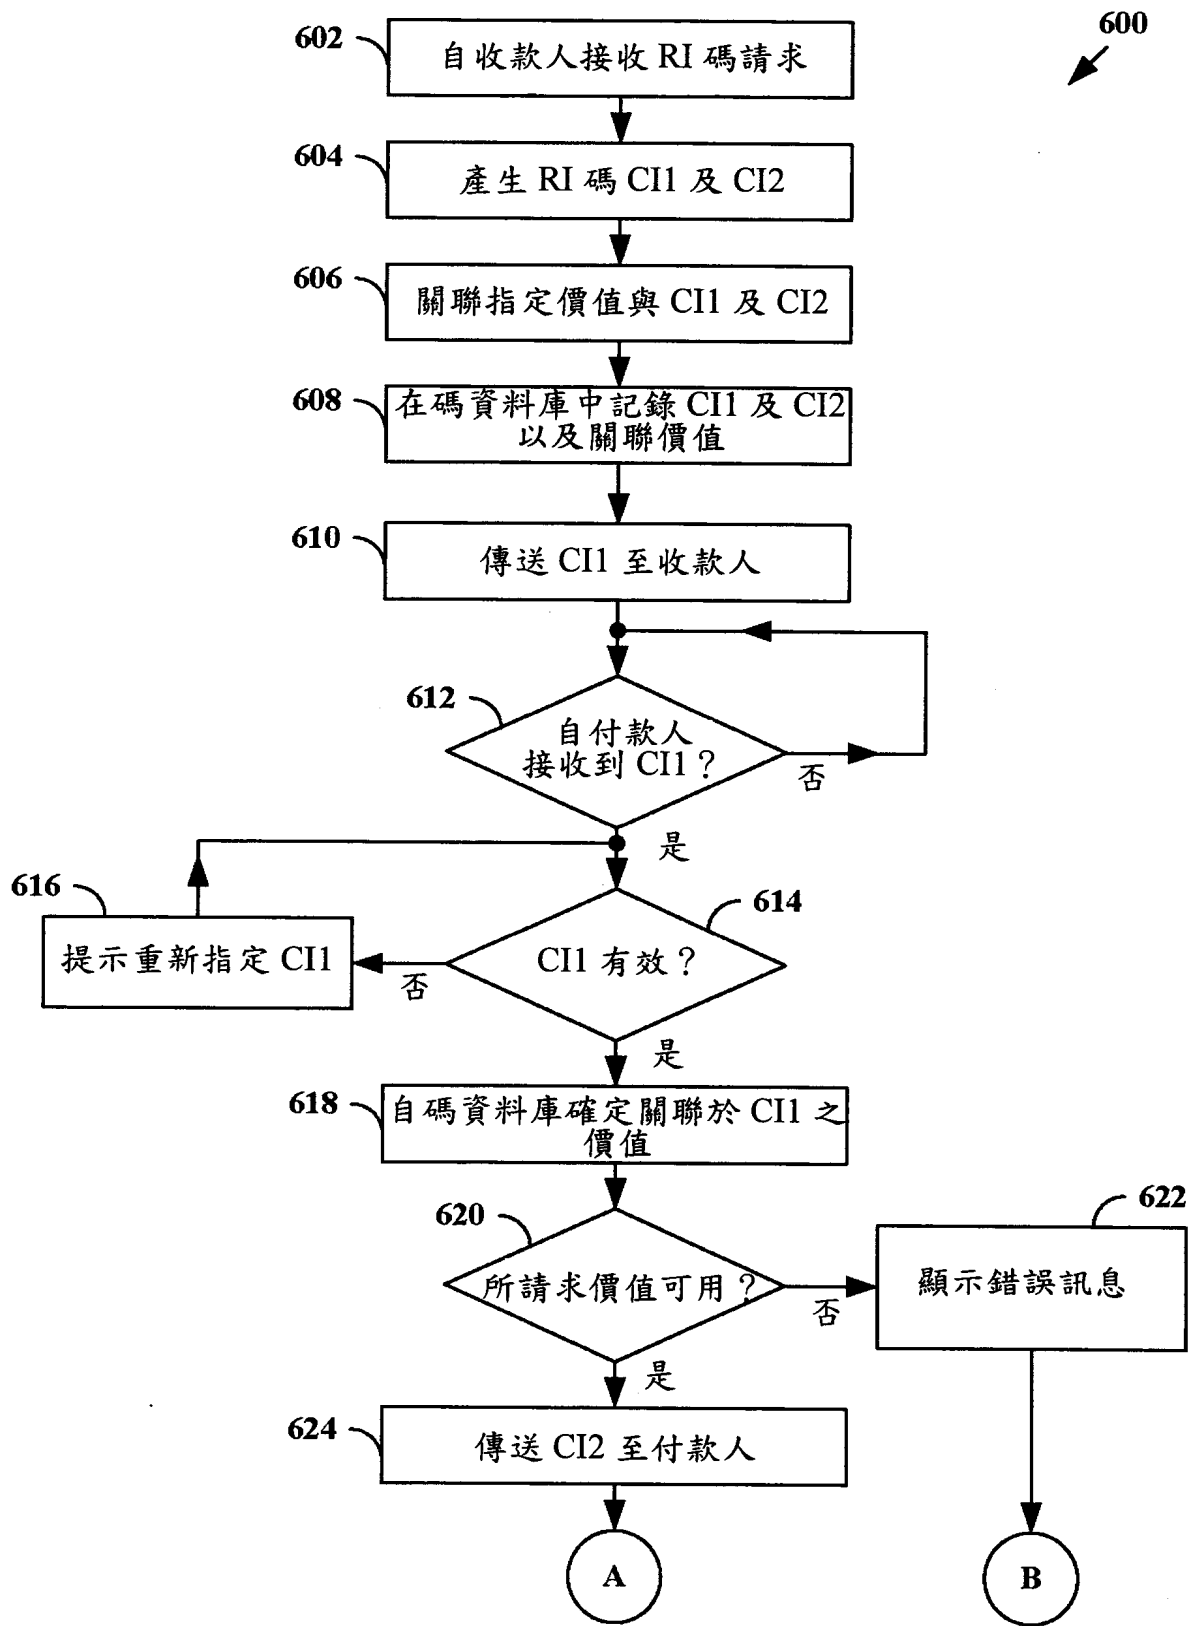 600
602
自收款人接收 RI 碼請求
604
產生 RI 碼 CI1 及 CI2
606
關聯指定價值與 CI1 及 CI2
608
在碼資料庫中記錄 CI1 及 CI2
以及關聯價值
610
傳送 CI1 至收款人
612
自付款人
接收到 CI1？
否
是
616
提示重新指定 CI1
614
CI1 有效？
否
是
618
自碼資料庫確定關聯於 CI1 之
價值
620
所請求價值可用？
否
622
顯示錯誤訊息
是
624
傳送 CI2 至付款人
A
B